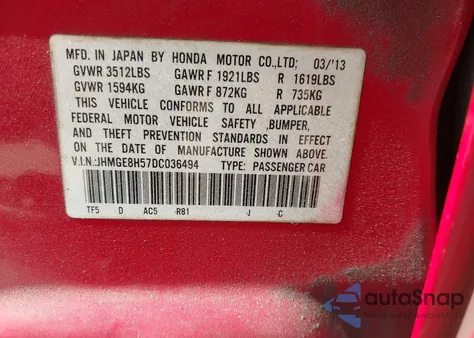 MFD. IN JAPAN BY HONDA MOTOR CO.,LTD; 03/'13
GVWR 3512LBS GAWR F 1921LBS R 1619LBS
GVWR 1594KG GAWR F 872KG R 735KG
THIS VEHICLE CONFORMS TO ALL APPLICABLE
FEDERAL MOTOR VEHICLE SAFETY ,BUMPER,
AND THEFT PREVENTION STANDARDS IN EFFECT
ON THE DATE OF MANUFACTURE SHOWN ABOVE.
V.I.N.:JHMGE8H57DC036494 TYPE: PASSENGER CAR
TF5 -D AC5 -R81 -J -C
autoSnap